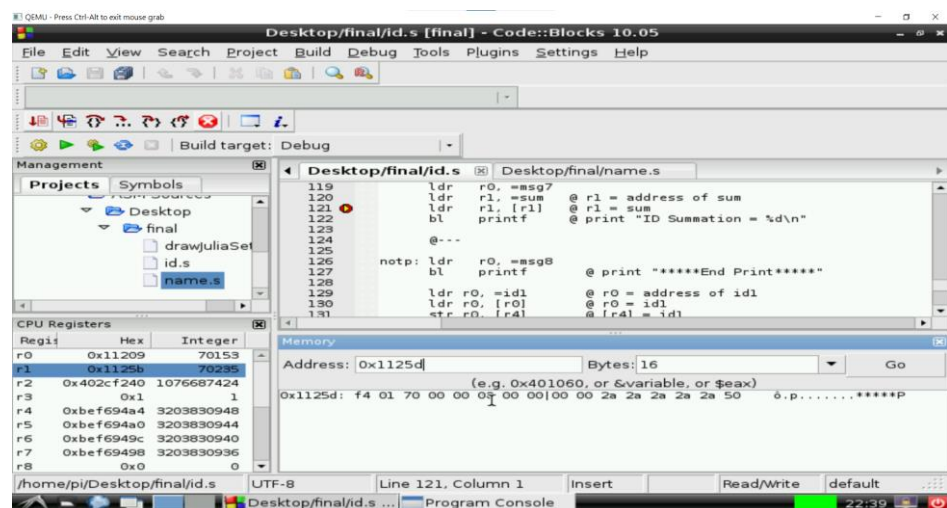 QEMU - Press Ctrl-Alt to exit mouse grab
Desktop/final/id.s [final] - Code::Blocks 10.05
File Edit View Search Project Build Debug Tools Plugins Settings Help
Build target: Debug
Management
Projects Symbols
Desktop
final
drawJuliaSet
id.s
name.s
Desktop/final/id.s Desktop/final/name.s
119 ldr r0, =msg7
120 ldr r1, =sum @ r1 = address of sum
121 ldr r1, [r1] @ r1 = sum
122 bl printf @ print "ID Summation = %d\n"
123
124 @---
125
126 notp: ldr r0, =msg8
127 bl printf @ print "*****End Print*****"
128
129 ldr r0, =id1 @ r0 = address of id1
130 ldr r0, [r0] @ r0 = id1
131 str r0, [r4] @ [r4] = id1
CPU Registers
Regis Hex Integer
r0 0x11209 70153
r1 0x1125b 70235
r2 0x402cf240 1076687424
r3 0x1 1
r4 0xbef694a4 3203830948
r5 0xbef694a0 3203830944
r6 0xbef6949c 3203830940
r7 0xbef69498 3203830936
r8 0x0 0
Memory
Address: 0x1125d Bytes: 16 Go
(e.g. 0x401060, or &variable, or $eax)
0x1125d: f4 01 70 00 00 00 00|00 00 2a 2a 2a 2a 2a 50 ô.p.......*****P
/home/pi/Desktop/final/id.s UTF-8 Line 121, Column 1 Insert Read/Write default
Desktop/final/id.s ... Program Console 22:39